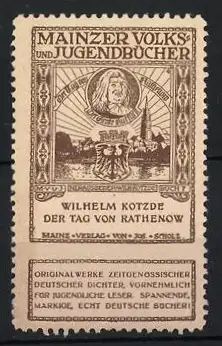 MAINZER VOLKS-
UND JUGENDBÜCHER
WILHELM KOTZDE
DER TAG VON RATHENOW
MAINZ - VERLAG - VON - JOS - SCHOLZ
ORIGINALWERKE ZEITGENÖSSISCHER
DEUTSCHER DICHTER, VORNEHMLICH
FÜR JUGENDLICHE LESER. SPANNENDE,
MARKIGE, ECHT DEUTSCHE BÜCHER!